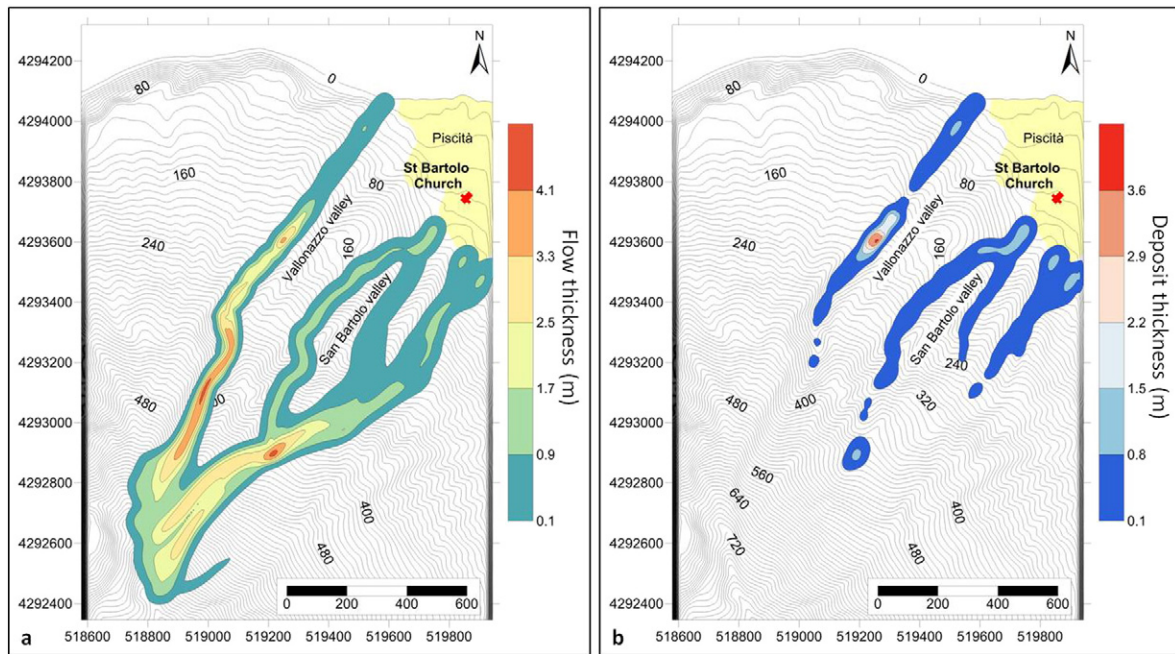 N
4294200
4294000
4293800
4293600
4293400
4293200
4293000
4292800
4292600
4292400
518600 518800 519000 519200 519400 519600 519800
80
0
160
240
80
160
480
400
480
Piscità
St Bartolo
Church
Vallonazzo valley
San Bartolo valley
4.1
3.3
2.5
1.7
0.9
0.1
Flow thickness (m)
0 200 400 600
a
N
4294200
4294000
4293800
4293600
4293400
4293200
4293000
4292800
4292600
4292400
518600 518800 519000 519200 519400 519600 519800
80
0
160
240
80
160
240
320
400
480
560
640
720
400
480
Piscità
St Bartolo
Church
Vallonazzo valley
San Bartolo valley
3.6
2.9
2.2
1.5
0.8
0.1
Deposit thickness (m)
0 200 400 600
b